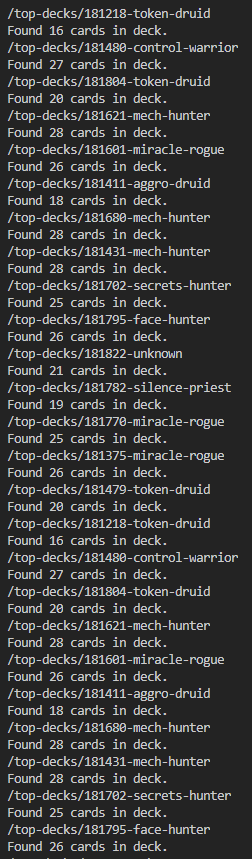 /top-decks/181218-token-druid
Found 16 cards in deck.
/top-decks/181480-control-warrior
Found 27 cards in deck.
/top-decks/181804-token-druid
Found 20 cards in deck.
/top-decks/181621-mech-hunter
Found 28 cards in deck.
/top-decks/181601-miracle-rogue
Found 26 cards in deck.
/top-decks/181411-aggro-druid
Found 18 cards in deck.
/top-decks/181680-mech-hunter
Found 28 cards in deck.
/top-decks/181431-mech-hunter
Found 28 cards in deck.
/top-decks/181702-secrets-hunter
Found 25 cards in deck.
/top-decks/181795-face-hunter
Found 26 cards in deck.
/top-decks/181822-unknown
Found 21 cards in deck.
/top-decks/181782-silence-priest
Found 19 cards in deck.
/top-decks/181770-miracle-rogue
Found 25 cards in deck.
/top-decks/181375-miracle-rogue
Found 26 cards in deck.
/top-decks/181479-token-druid
Found 20 cards in deck.
/top-decks/181218-token-druid
Found 16 cards in deck.
/top-decks/181480-control-warrior
Found 27 cards in deck.
/top-decks/181804-token-druid
Found 20 cards in deck.
/top-decks/181621-mech-hunter
Found 28 cards in deck.
/top-decks/181601-miracle-rogue
Found 26 cards in deck.
/top-decks/181411-aggro-druid
Found 18 cards in deck.
/top-decks/181680-mech-hunter
Found 28 cards in deck.
/top-decks/181431-mech-hunter
Found 28 cards in deck.
/top-decks/181702-secrets-hunter
Found 25 cards in deck.
/top-decks/181795-face-hunter
Found 26 cards in deck.